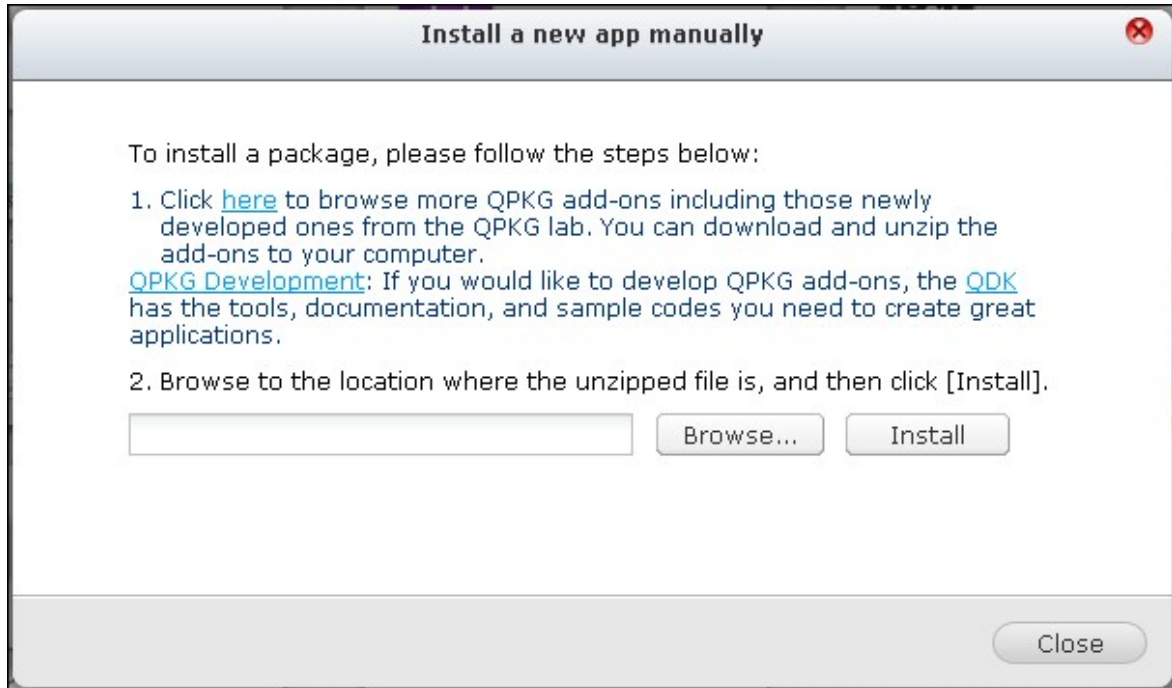 Install a new app manually
To install a package, please follow the steps below:
1. Click here to browse more QPKG add-ons including those newly
developed ones from the QPKG lab. You can download and unzip the
add-ons to your computer.
QPKG Development: If you would like to develop QPKG add-ons, the QDK
has the tools, documentation, and sample codes you need to create great
applications.
2. Browse to the location where the unzipped file is, and then click [Install].
Browse... Install
Close